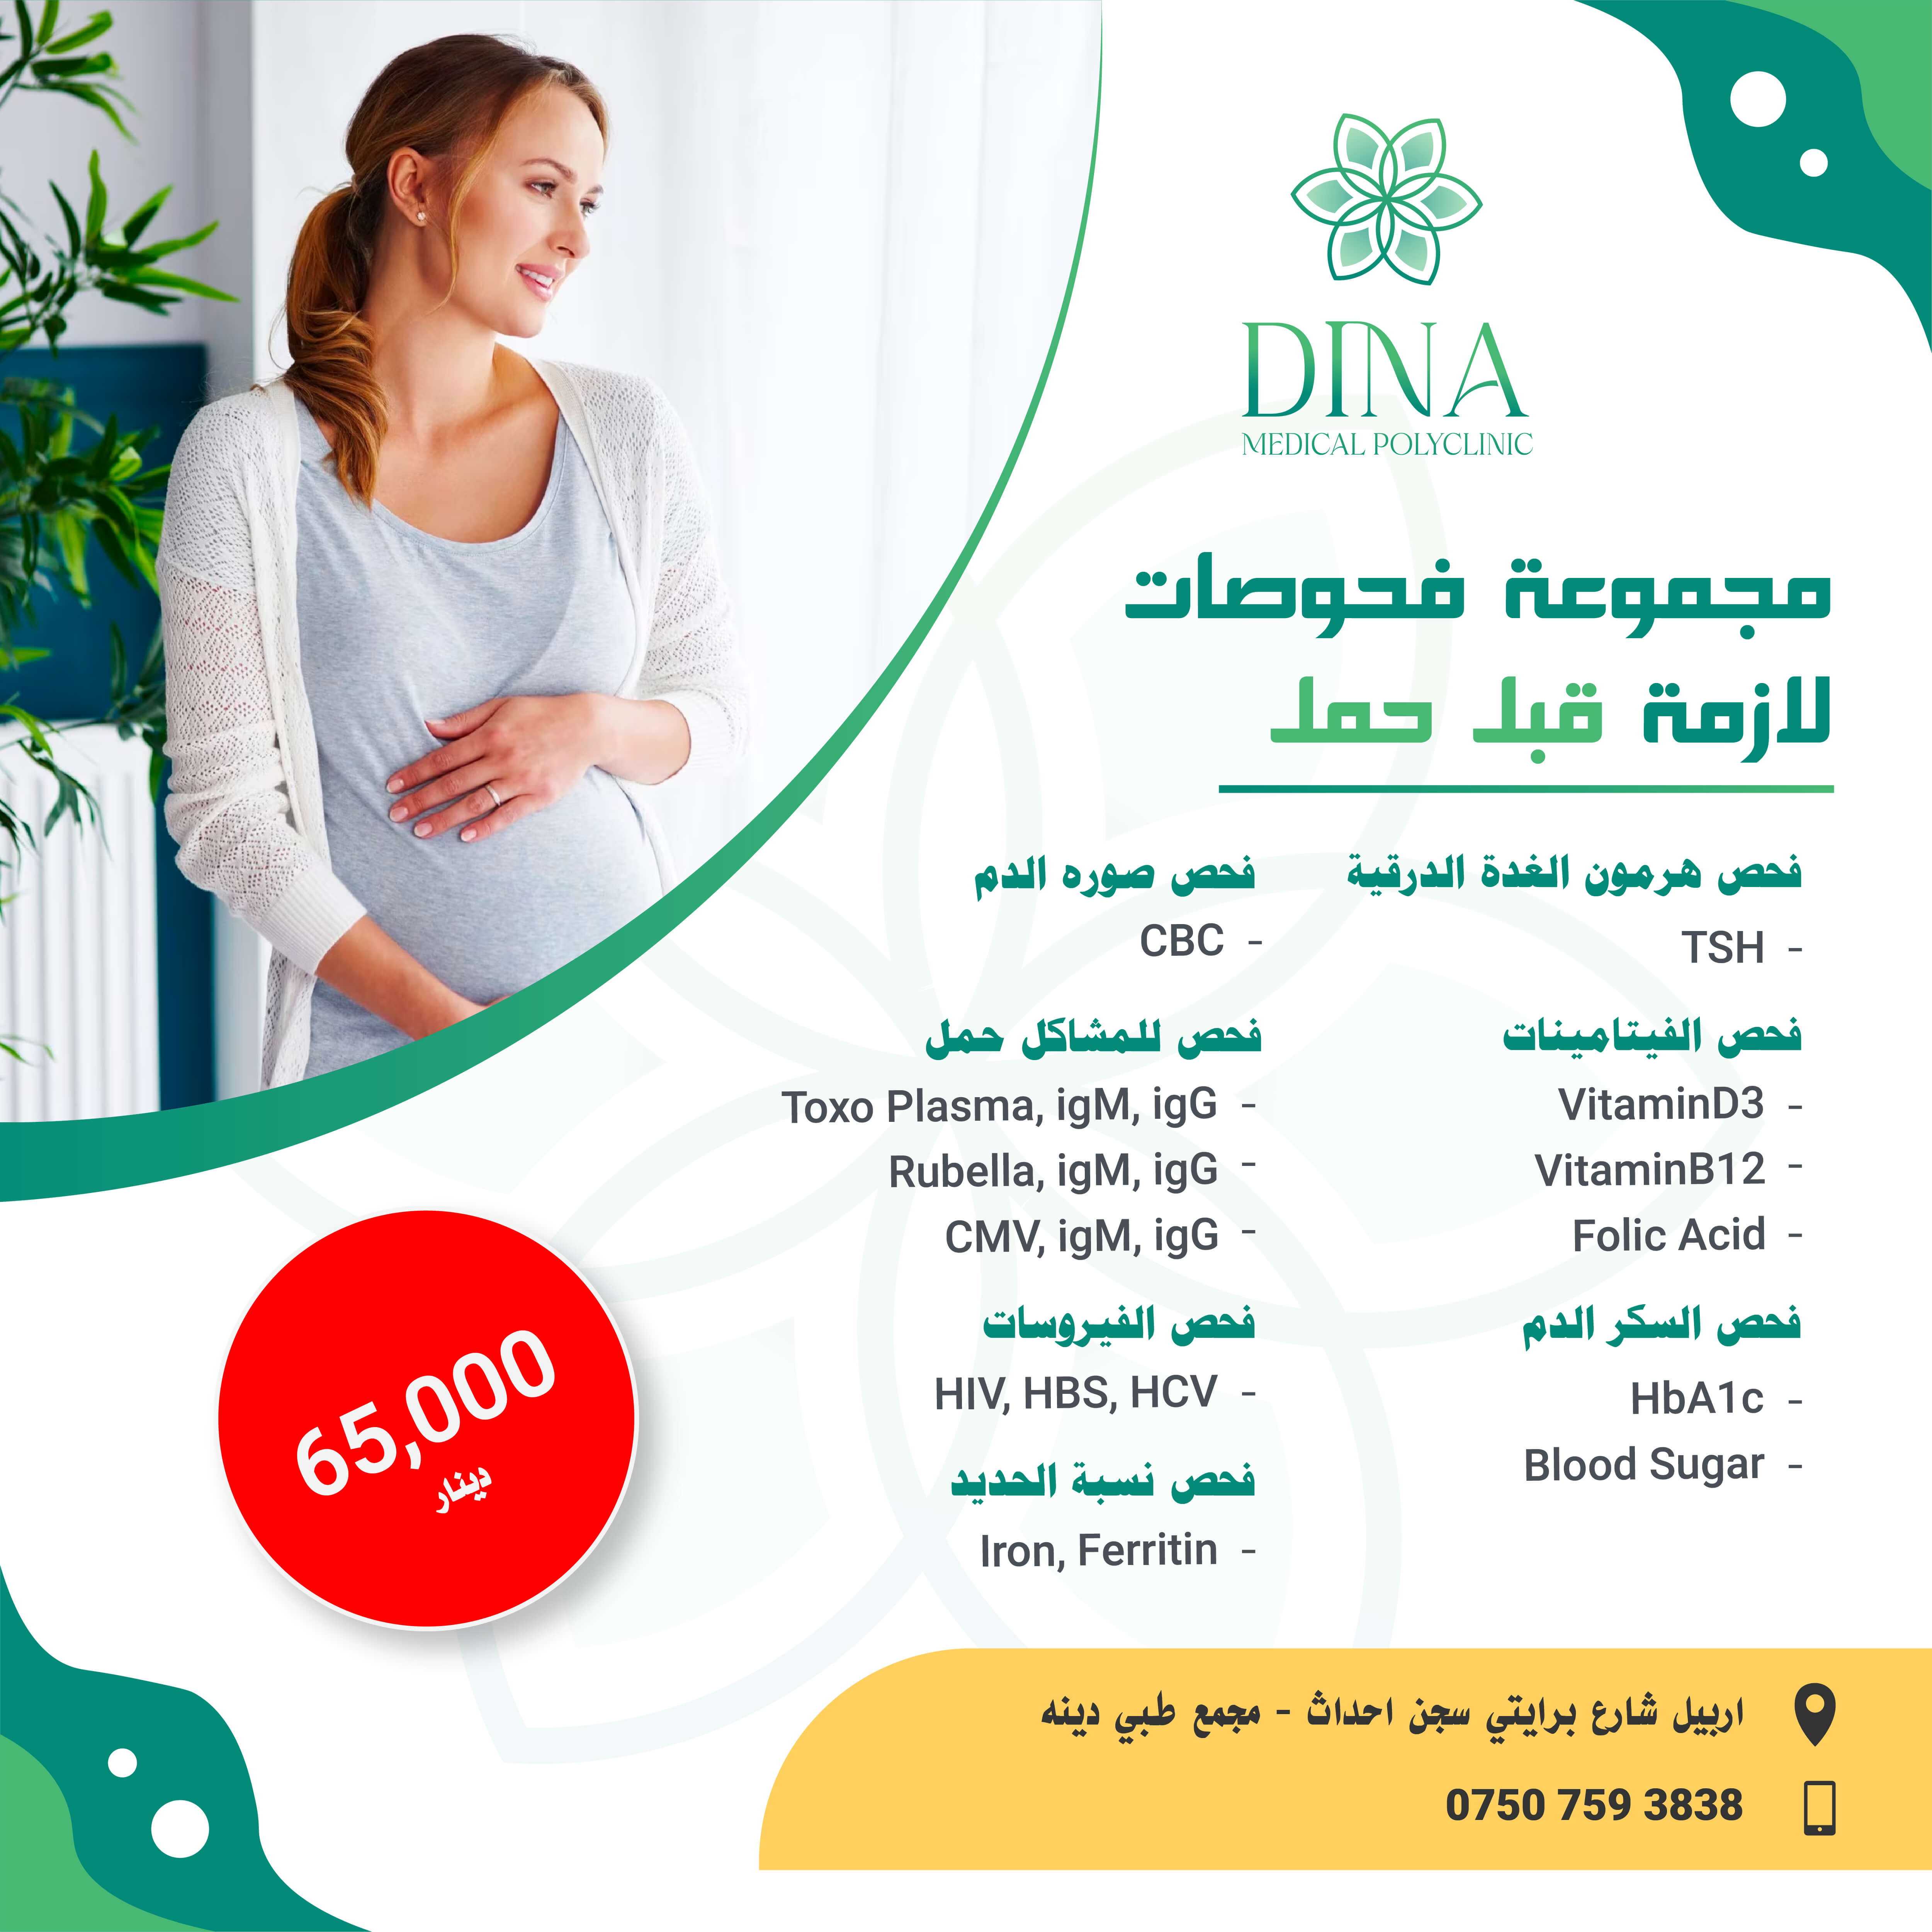 DINA
MEDICAL POLYCLINIC
مجموعة فحوصات
لازمة قبل حمل
فحص هرمون الغدة الدرقية
- TSH
فحص الفيتامينات
- VitaminD3
- VitaminB12
- Folic Acid
فحص السكر الدم
- HbA1c
- Blood Sugar
فحص صوره الدم
- CBC
فحص للمشاكل حمل
- Toxo Plasma, igM, igG
- Rubella, igM, igG
- CMV, igM, igG
فحص الفيروسات
- HIV, HBS, HCV
فحص نسبة الحديد
- Iron, Ferritin
65,000
دينار
اربيل شارع برايتي سجن احداث - مجمع طبي دينه
0750 759 3838